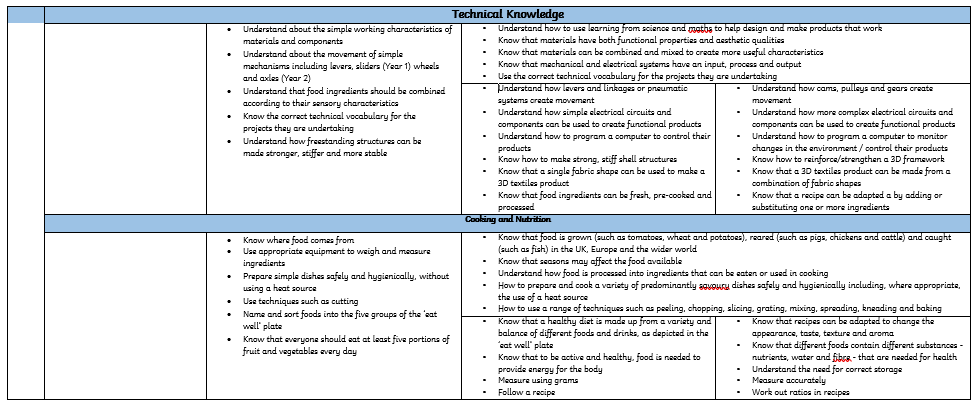 Technical Knowledge
Understand about the simple working characteristics of
materials and components
Understand about the movement of simple
mechanisms including levers, sliders (Year 1) wheels
and axles (Year 2)
Understand that food ingredients should be combined
according to their sensory characteristics
Know the correct technical vocabulary for the
projects they are undertaking
Understand how freestanding structures can be
made stronger, stiffer and more stable
Understand how to use learning from science and maths to help design and make products that work
Know that materials have both functional properties and aesthetic qualities
Know that materials can be combined and mixed to create more useful characteristics
Know that mechanical and electrical systems have an input, process and output
Use the correct technical vocabulary for the projects they are undertaking
Understand how levers and linkages or pneumatic
systems create movement
Understand how simple electrical circuits and
components can be used to create functional products
Understand how to program a computer to control their
products
Know how to make strong, stiff shell structures
Know that a single fabric shape can be used to make a
3D textiles product
Know that food ingredients can be fresh, pre-cooked and
processed
Understand how cams, pulleys and gears create
movement
Understand how more complex electrical circuits and
components can be used to create functional products
Understand how to program a computer to monitor
changes in the environment / control their products
Know how to reinforce/strengthen a 3D framework
Know that a 3D textiles product can be made from a
combination of fabric shapes
Know that a recipe can be adapted a by adding or
substituting one or more ingredients
Cooking and Nutrition
Know where food comes from
Use appropriate equipment to weigh and measure
ingredients
Prepare simple dishes safely and hygienically, without
using a heat source
Use techniques such as cutting
Name and sort foods into the five groups of the 'eat
well' plate
Know that everyone should eat at least five portions of
fruit and vegetables every day
Know that food is grown (such as tomatoes, wheat and potatoes), reared (such as pigs, chickens and cattle) and caught
(such as fish) in the UK, Europe and the wider world
Know that seasons may affect the food available
Understand how food is processed into ingredients that can be eaten or used in cooking
How to prepare and cook a variety of predominantly savoury dishes safely and hygienically including, where appropriate,
the use of a heat source
How to use a range of techniques such as peeling, chopping, slicing, grating, mixing, spreading, kneading and baking
Know that a healthy diet is made up from a variety and
balance of different foods and drinks, as depicted in the
'eat well' plate
Know that to be active and healthy, food is needed to
provide energy for the body
Measure using grams
Follow a recipe
Know that recipes can be adapted to change the
appearance, taste, texture and aroma
Know that different foods contain different substances -
nutrients, water and fibre - that are needed for health
Understand the need for correct storage
Measure accurately
Work out ratios in recipes